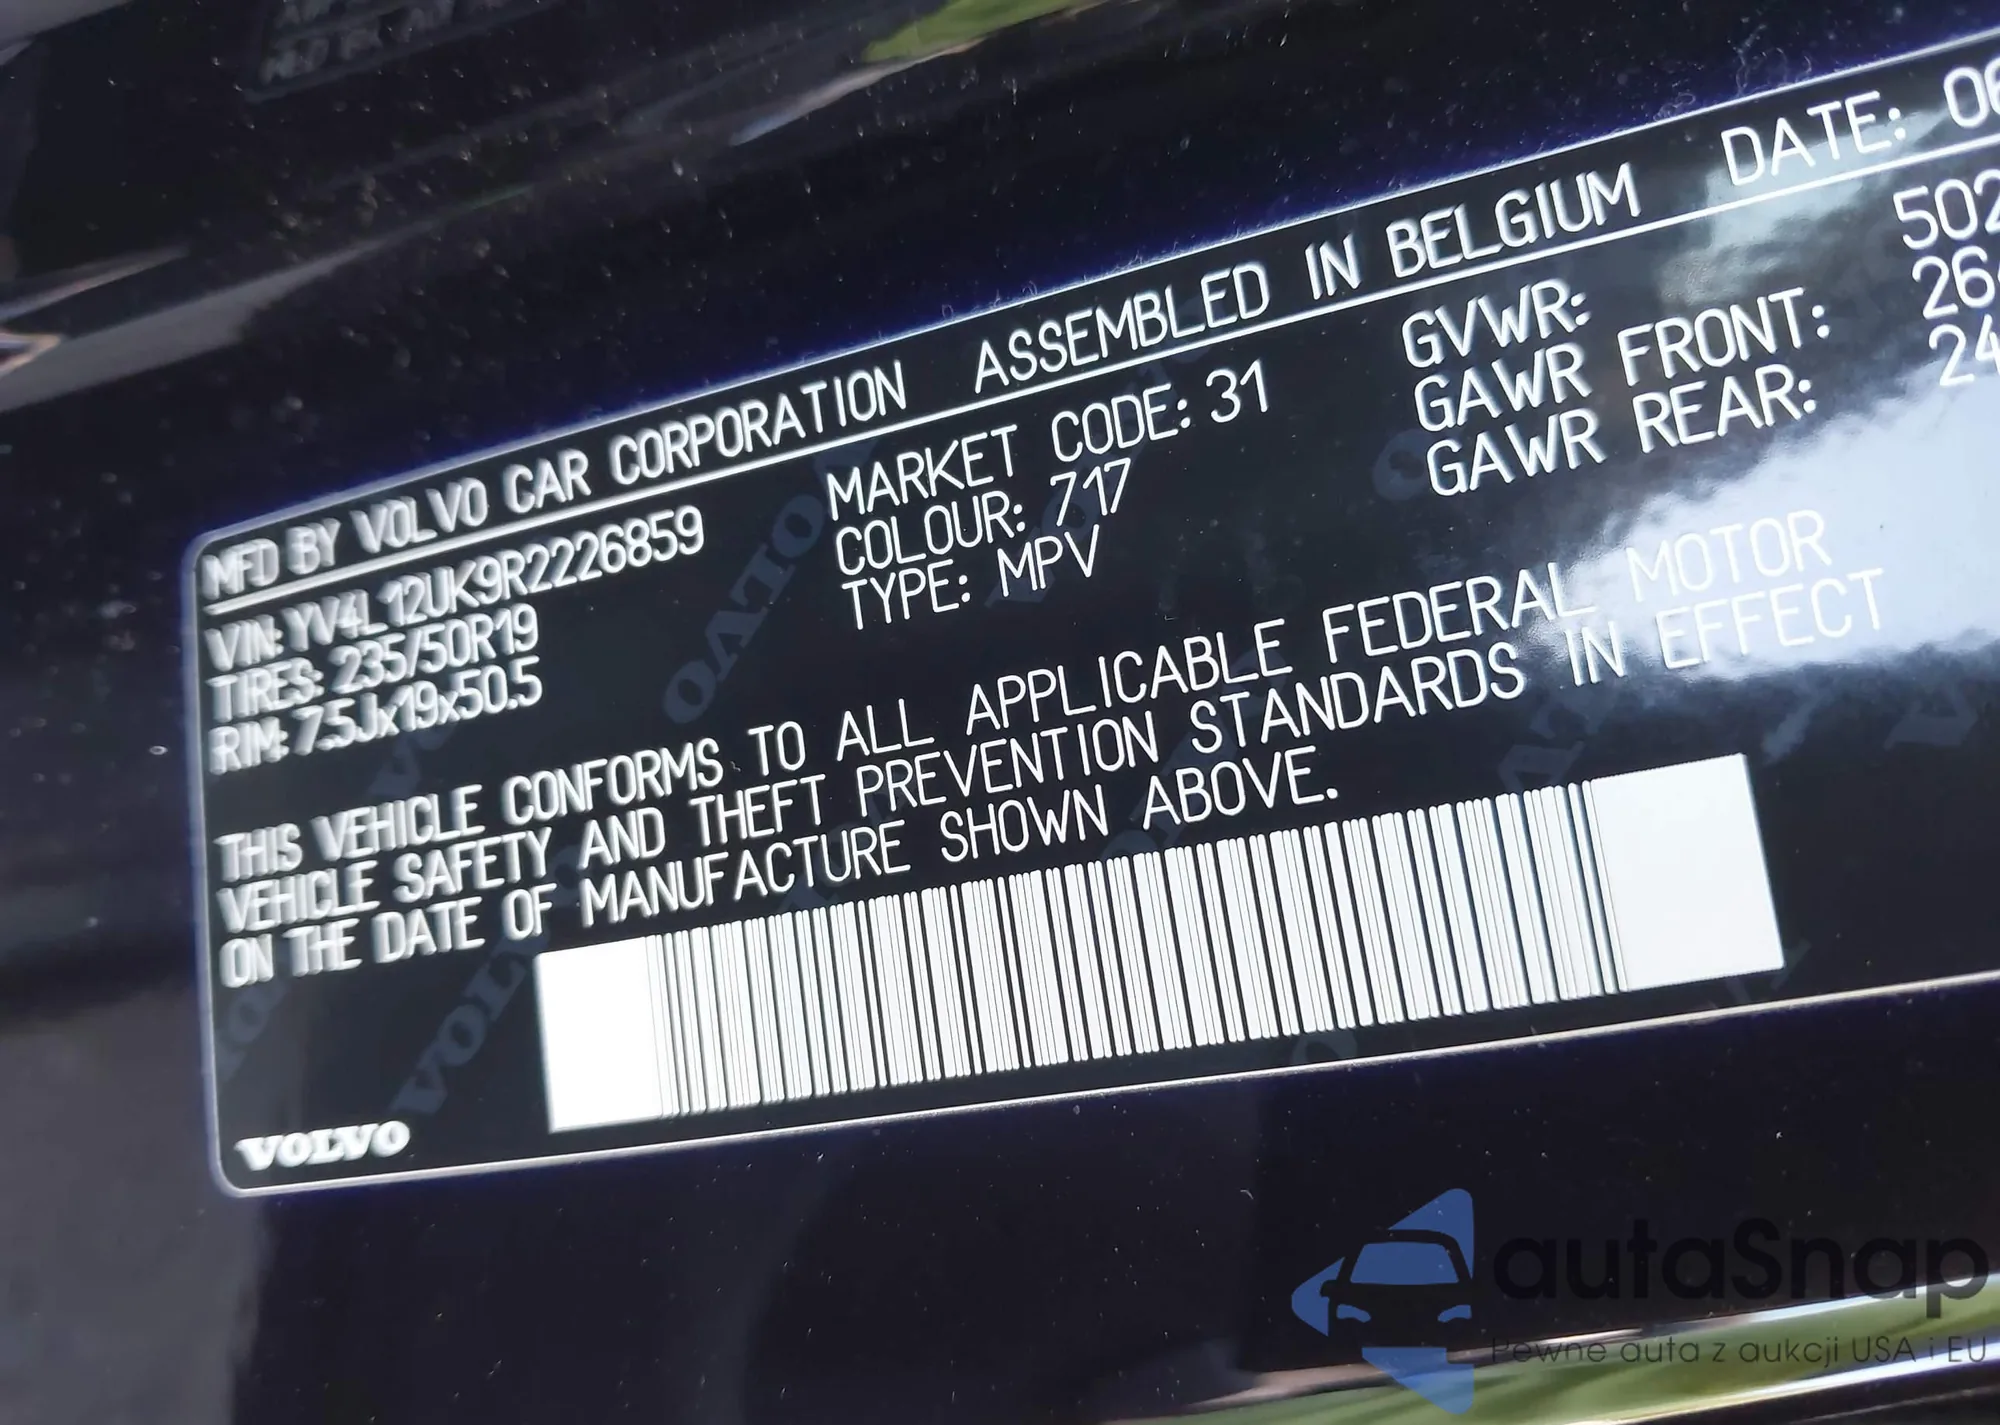 MFD BY VOLVO CAR CORPORATION ASSEMBLED IN BELGIUM DATE: 06
VIN: YV4L12UK9R2226859
TIRES: 235/50R19
RIM: 7.5Jx19x50.5
MARKET CODE: 31
COLOUR: 717
TYPE: MPV
GVWR: 502
GAWR FRONT: 264
GAWR REAR: 24
THIS VEHICLE CONFORMS TO ALL APPLICABLE FEDERAL MOTOR
VEHICLE SAFETY AND THEFT PREVENTION STANDARDS IN EFFECT
ON THE DATE OF MANUFACTURE SHOWN ABOVE.
VOLVO
autaSnap
Pewne auta z aukcji USA i EU